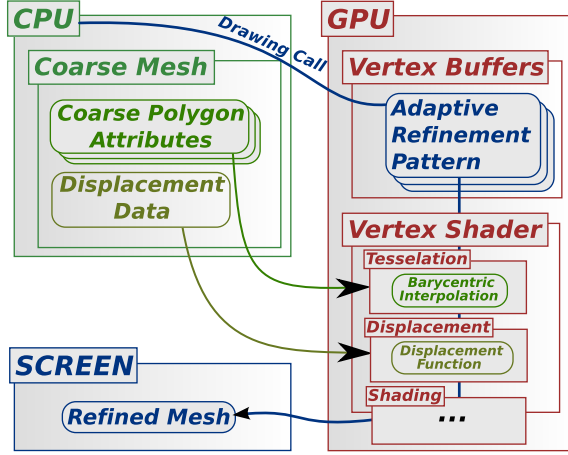 CPU
Coarse Mesh
Coarse Polygon
Attributes
Displacement
Data
Drawing Call
GPU
Vertex Buffers
Adaptive
Refinement
Pattern
Vertex Shader
Tesselation
Barycentric
Interpolation
Displacement
Displacement
Function
Shading
...
SCREEN
Refined Mesh